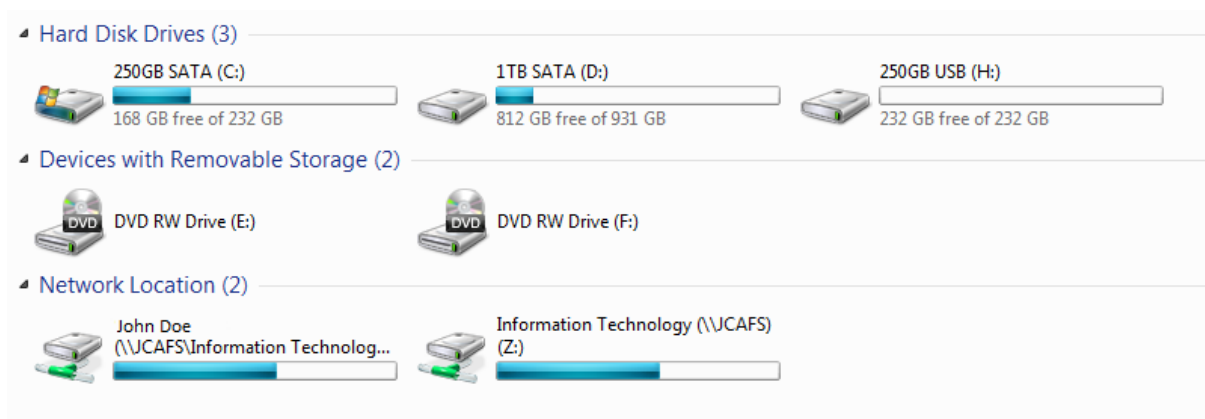 Hard Disk Drives (3)
250GB SATA (C:)
168 GB free of 232 GB
1TB SATA (D:)
812 GB free of 931 GB
250GB USB (H:)
232 GB free of 232 GB
Devices with Removable Storage (2)
DVD
DVD RW Drive (E:)
DVD
DVD RW Drive (F:)
Network Location (2)
John Doe
(\\JCAFS\Information Technolog...
Information Technology (\\JCAFS)
(Z:)